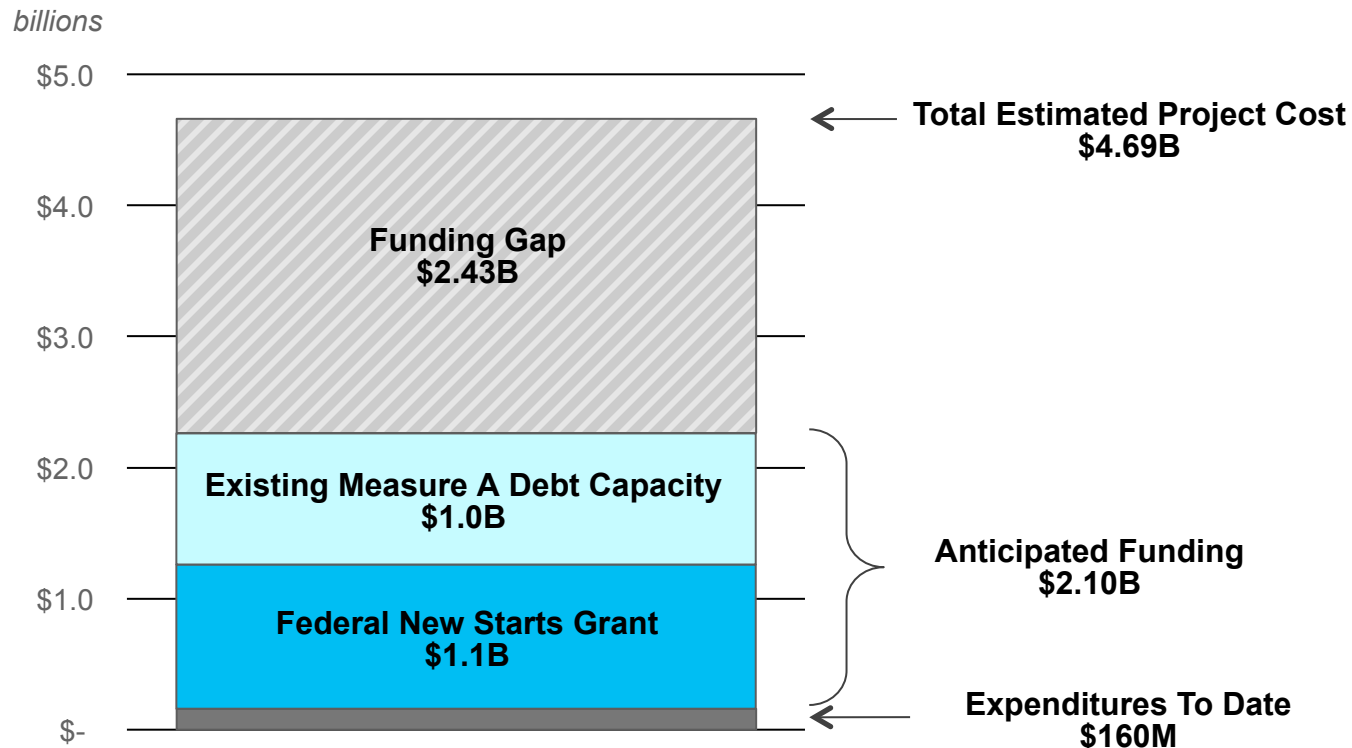 billions
$5.0
Total Estimated Project Cost
$4.69B
$4.0
Funding Gap
$2.43B
$3.0
$2.0
Existing Measure A Debt Capacity
$1.0B
Anticipated Funding
$2.10B
$1.0
Federal New Starts Grant
$1.1B
Expenditures To Date
$160M
$-